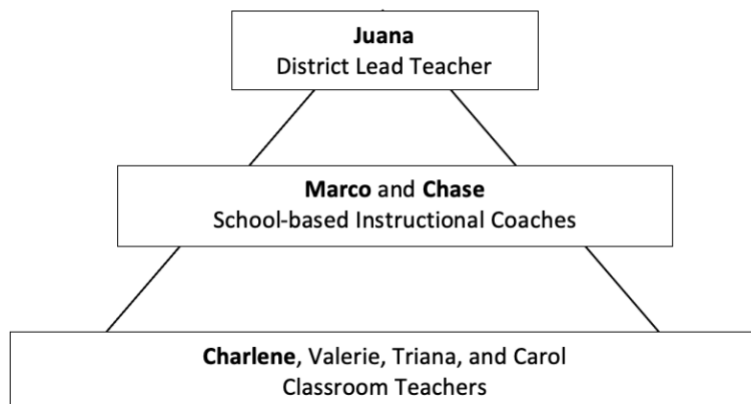 Juana
District Lead Teacher
Marco and Chase
School-based Instructional Coaches
Charlene, Valerie, Triana, and Carol
Classroom Teachers